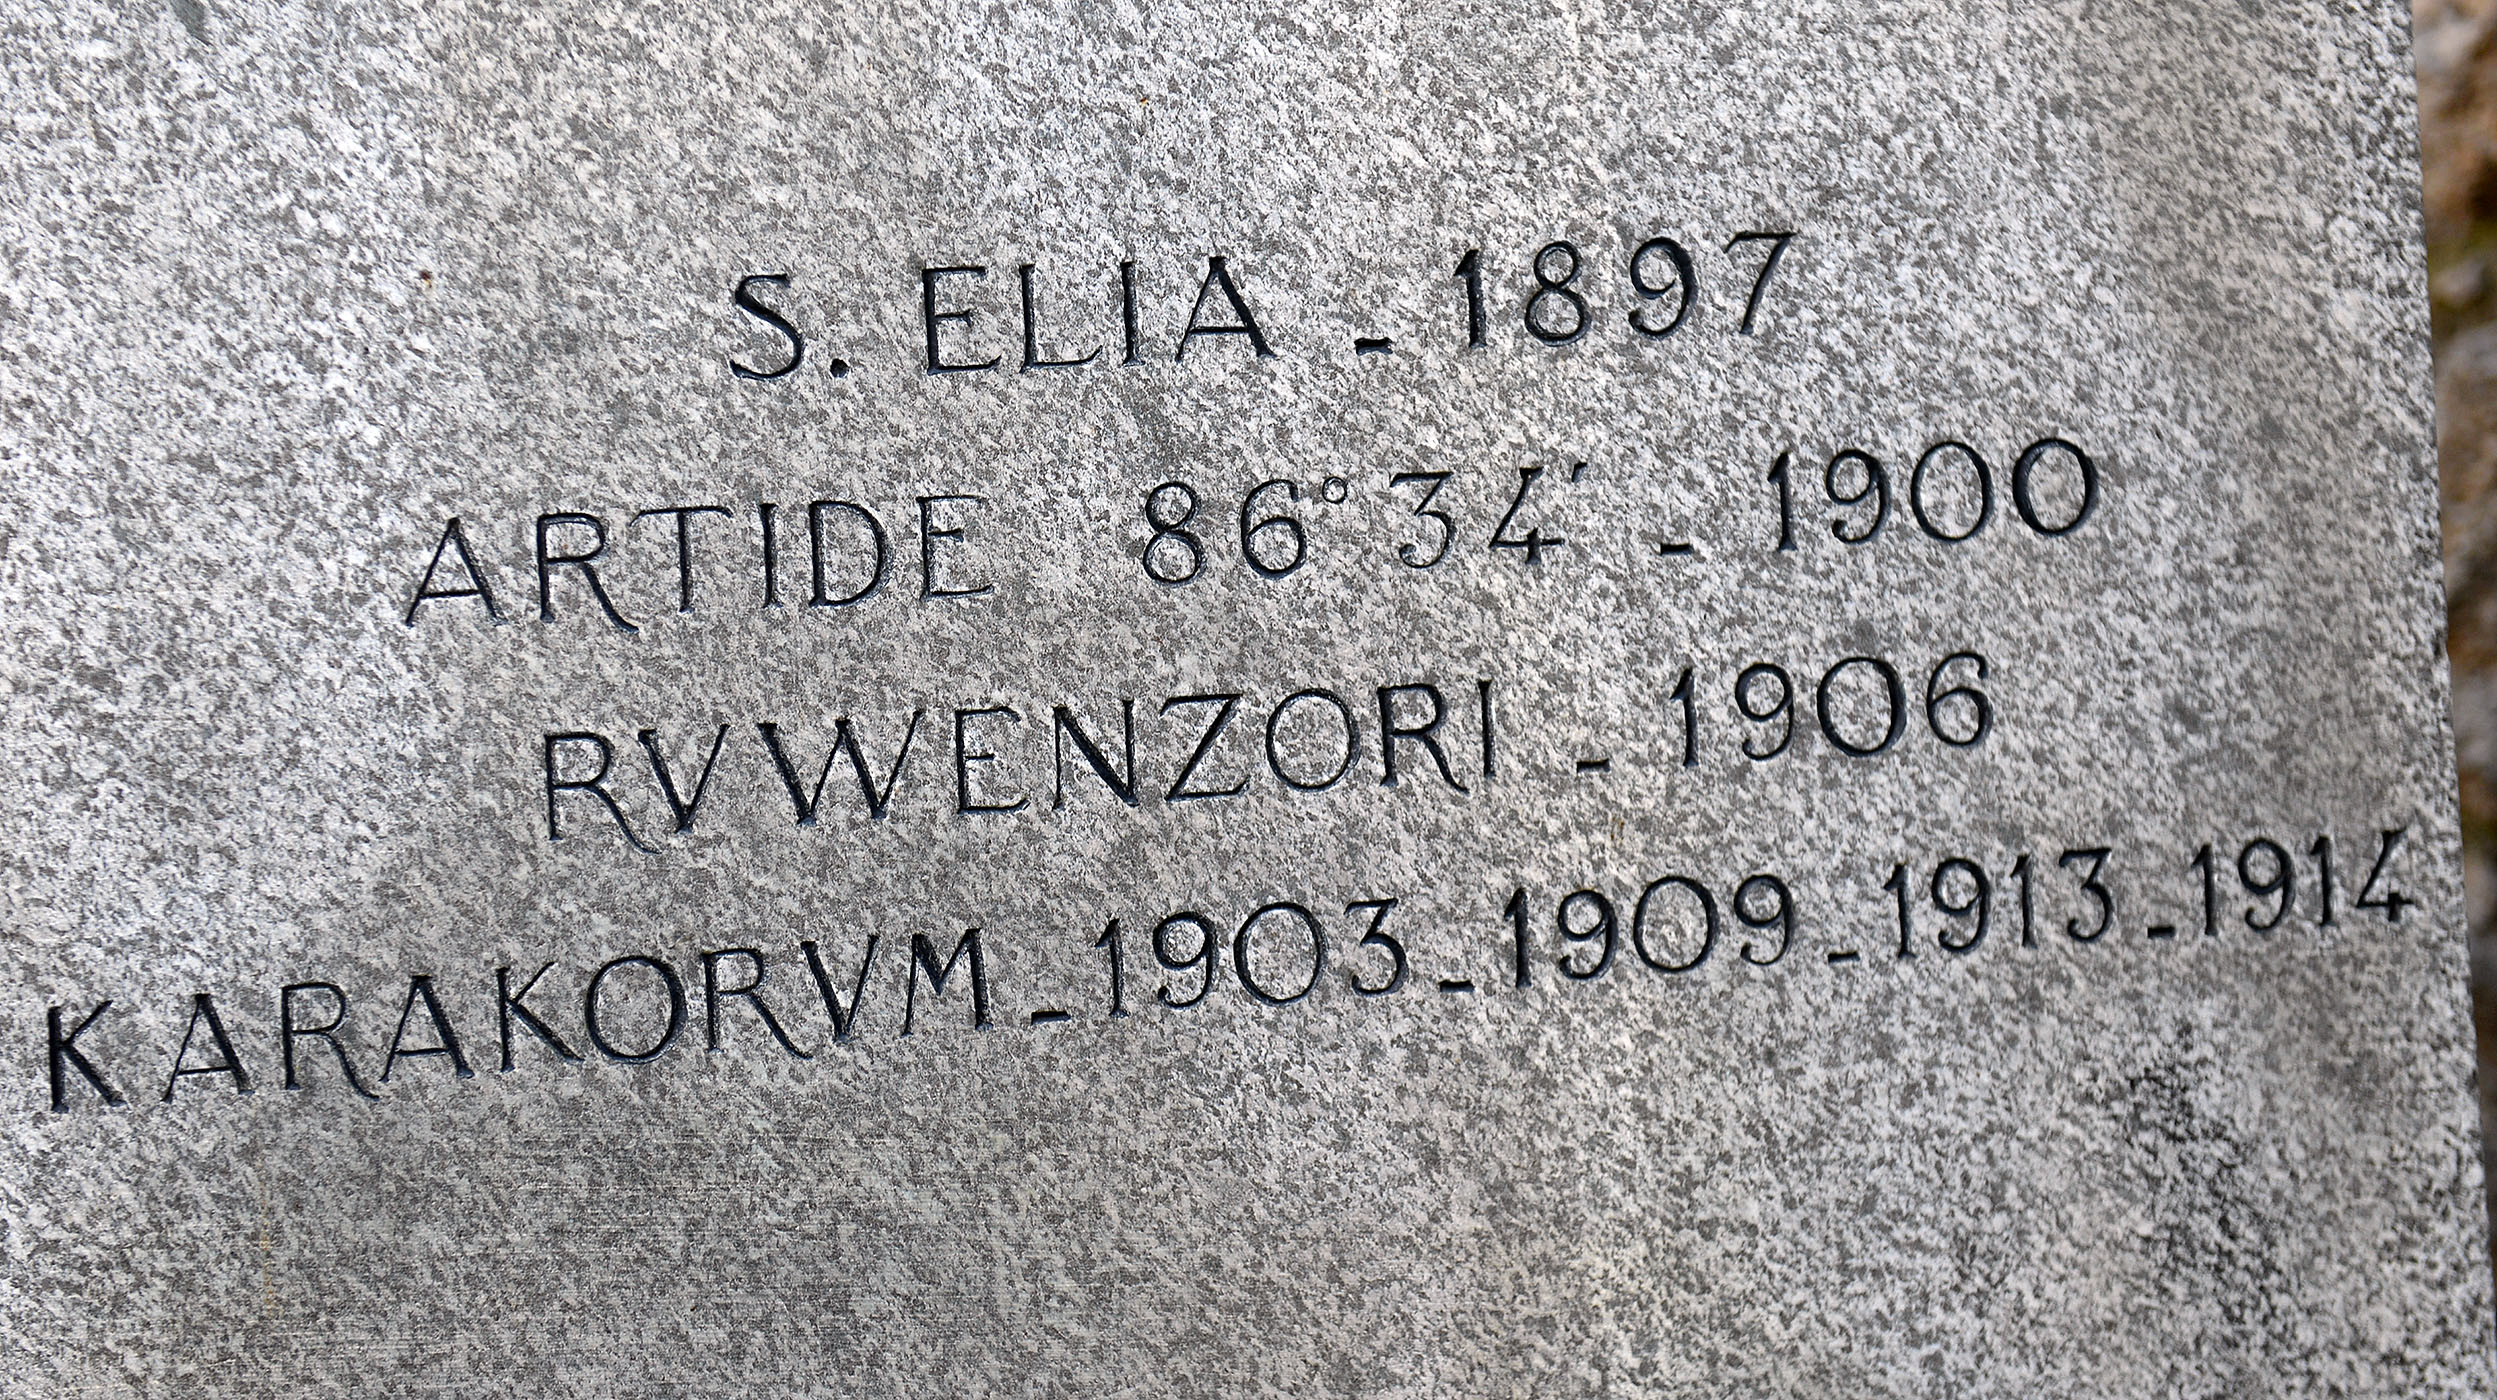 S. ELIA - 1897
ARTIDE 86° 34' - 1900
RVWENZORI - 1906
KARAKORVM - 1903 - 1909 - 1913 - 1914